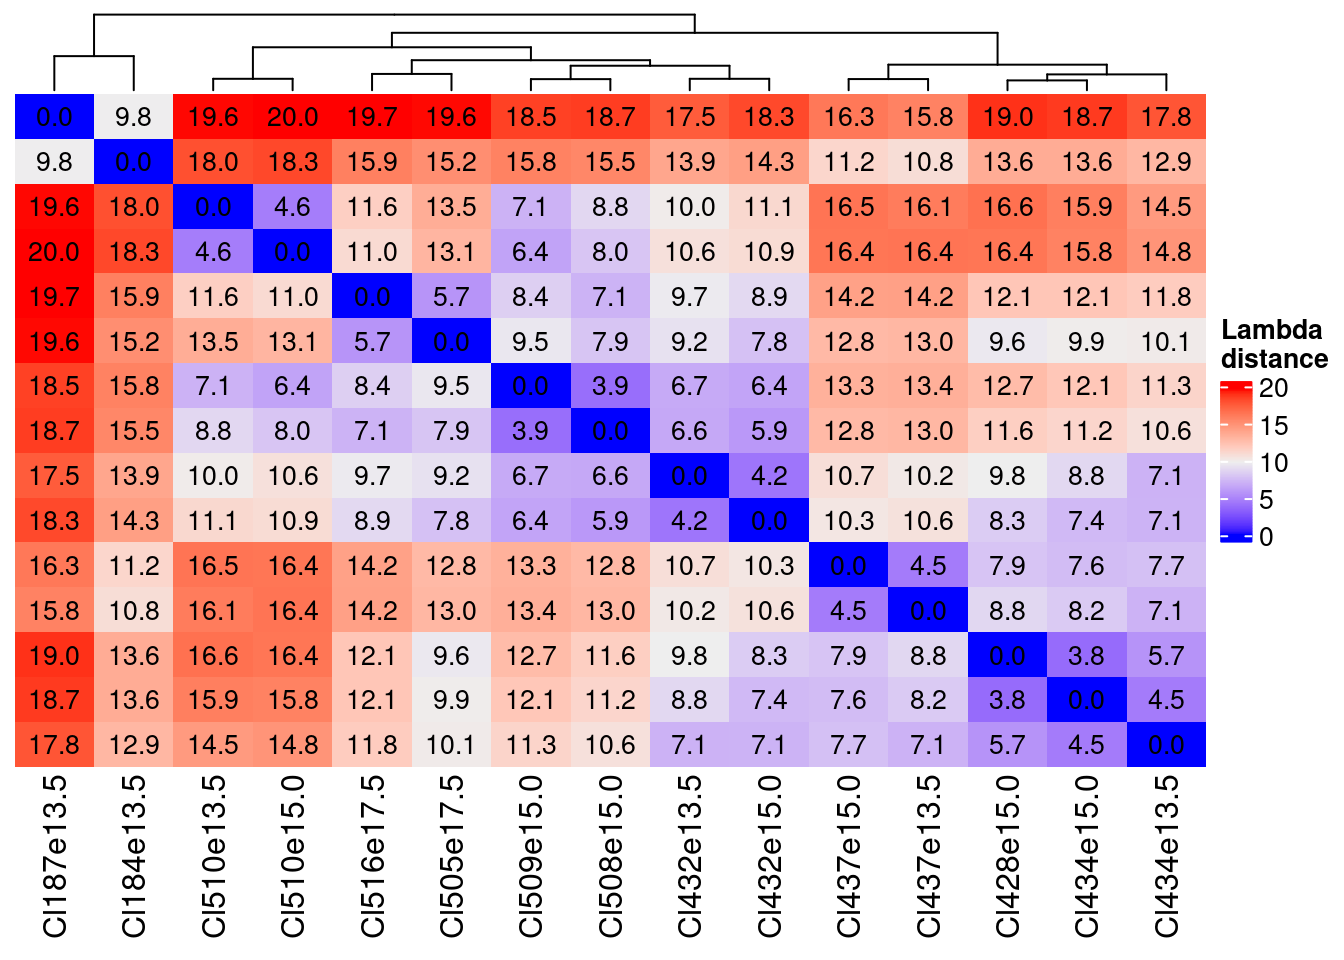 0.0 9.8 19.6 20.0 19.7 19.6 18.5 18.7 17.5 18.3 16.3 15.8 19.0 18.7 17.8
9.8 0.0 18.0 18.3 15.9 15.2 15.8 15.5 13.9 14.3 11.2 10.8 13.6 13.6 12.9
19.6 18.0 0.0 4.6 11.6 13.5 7.1 8.8 10.0 11.1 16.5 16.1 16.6 15.9 14.5
20.0 18.3 4.6 0.0 11.0 13.1 6.4 8.0 10.6 10.9 16.4 16.4 16.4 15.8 14.8
19.7 15.9 11.6 11.0 0.0 5.7 8.4 7.1 9.7 8.9 14.2 14.2 12.1 12.1 11.8
19.6 15.2 13.5 13.1 5.7 0.0 9.5 7.9 9.2 7.8 12.8 13.0 9.6 9.9 10.1
18.5 15.8 7.1 6.4 8.4 9.5 0.0 3.9 6.7 6.4 13.3 13.4 12.7 12.1 11.3
18.7 15.5 8.8 8.0 7.1 7.9 3.9 0.0 6.6 5.9 12.8 13.0 11.6 11.2 10.6
17.5 13.9 10.0 10.6 9.7 9.2 6.7 6.6 0.0 4.2 10.7 10.2 9.8 8.8 7.1
18.3 14.3 11.1 10.9 8.9 7.8 6.4 5.9 4.2 0.0 10.3 10.6 8.3 7.4 7.1
16.3 11.2 16.5 16.4 14.2 12.8 13.3 12.8 10.7 10.3 0.0 4.5 7.9 7.6 7.7
15.8 10.8 16.1 16.4 14.2 13.0 13.4 13.0 10.2 10.6 4.5 0.0 8.8 8.2 7.1
19.0 13.6 16.6 16.4 12.1 9.6 12.7 11.6 9.8 8.3 7.9 8.8 0.0 3.8 5.7
18.7 13.6 15.9 15.8 12.1 9.9 12.1 11.2 8.8 7.4 7.6 8.2 3.8 0.0 4.5
17.8 12.9 14.5 14.8 11.8 10.1 11.3 10.6 7.1 7.1 7.7 7.1 5.7 4.5 0.0
Cl187e13.5
Cl184e13.5
Cl510e13.5
Cl510e15.0
Cl516e17.5
Cl505e17.5
Cl509e15.0
Cl508e15.0
Cl432e13.5
Cl432e15.0
Cl437e15.0
Cl437e13.5
Cl428e15.0
Cl434e15.0
Cl434e13.5
Lambda
distance
20
15
10
5
0